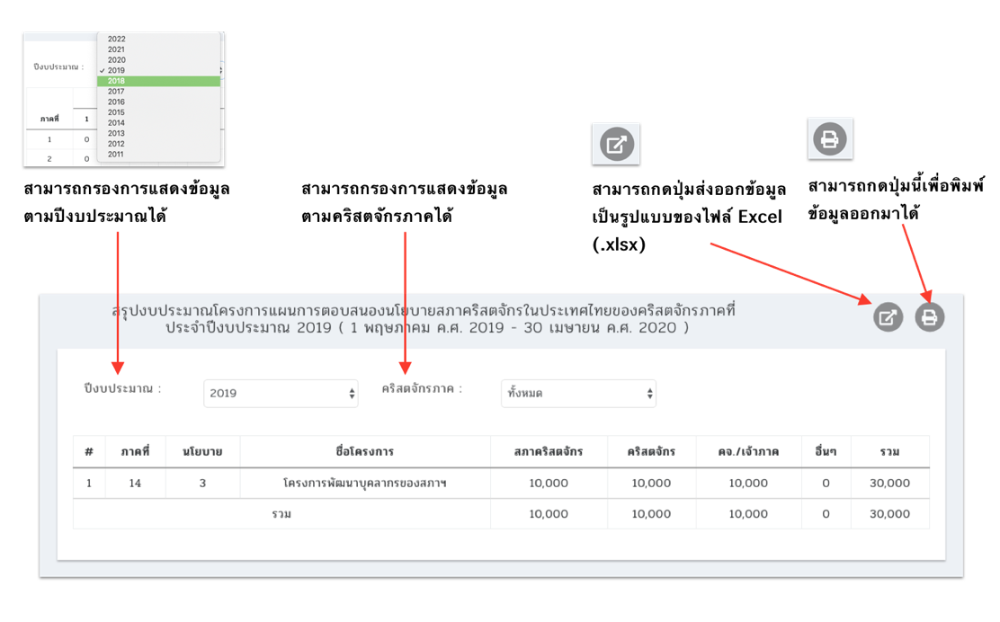 2022
2021
2020
ปีงบประมาณ :
✓ 2019
2018
2017
2016
2015
ภาคที่ 1
2014
2013
1 0
2012
2 0
2011
สามารถกรองการแสดงข้อมูล
ตามปีงบประมาณได้
สามารถกรองการแสดงข้อมูล
ตามคริสตจักรภาคได้
สามารถกดปุ่มส่งออกข้อมูล
เป็นรูปแบบของไฟล์ Excel
(.xlsx)
สามารถกดปุ่มนี้เพื่อพิมพ์
ข้อมูลออกมาได้
สรุปงบประมาณโครงการแผนการตอบสนองนโยบายสภาคริสตจักรในประเทศไทยของคริสตจักรภาคที่
ประจำปีงบประมาณ 2019 ( 1 พฤษภาคม ค.ศ. 2019 - 30 เมษายน ค.ศ. 2020 )
ปีงบประมาณ : 2019 คริสตจักรภาค : ทั้งหมด
# ภาคที่ นโยบาย ชื่อโครงการ สภาคริสตจักร คริสตจักร คจ./เจ้าภาค อื่นๆ รวม
1 14 3 โครงการพัฒนาบุคลากรของสภาฯ 10,000 10,000 10,000 0 30,000
รวม 10,000 10,000 10,000 0 30,000